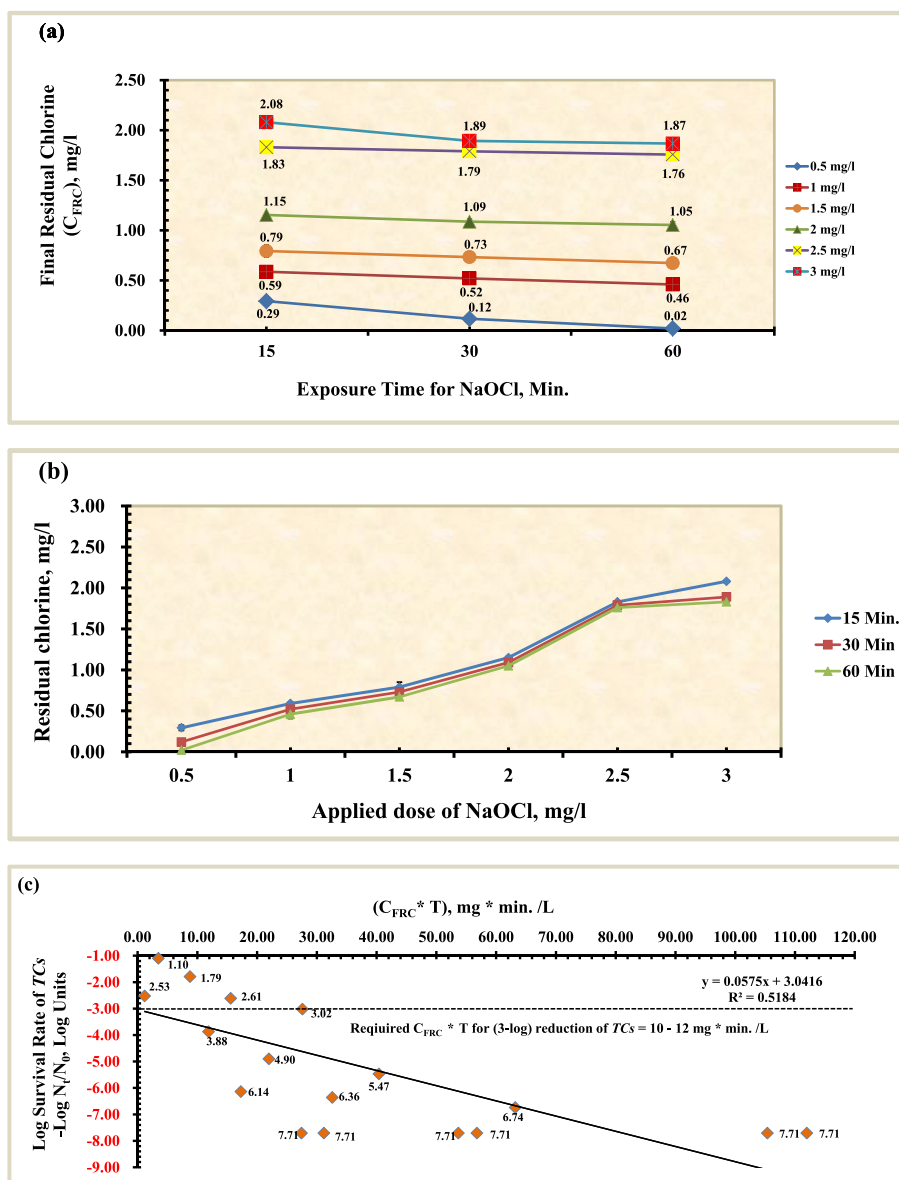 (a)
Final Residual Chlorine
(C_FRC), mg/l
2.50
2.00
1.50
1.00
0.50
0.00
2.08
1.89
1.87
1.83
1.79
1.76
1.15
1.09
1.05
0.79
0.73
0.67
0.59
0.52
0.46
0.29
0.12
0.02
15
30
60
Exposure Time for NaOCl, Min.
0.5 mg/l
1 mg/l
1.5 mg/l
2 mg/l
2.5 mg/l
3 mg/l
(b)
Residual chlorine, mg/l
3.00
2.50
2.00
1.50
1.00
0.50
0.00
0.5
1
1.5
2
2.5
3
Applied dose of NaOCl, mg/l
15 Min.
30 Min
60 Min
(c)
(C_FRC* T), mg * min. /L
0.00 10.00 20.00 30.00 40.00 50.00 60.00 70.00 80.00 90.00 100.00 110.00 120.00
Log Survival Rate of TCs
-Log N_t/N_0, Log Units
-1.00
-2.00
-3.00
-4.00
-5.00
-6.00
-7.00
-8.00
-9.00
1.10
1.79
2.53
2.61
3.02
y = 0.0575x + 3.0416
R² = 0.5184
Reqiuired C_FRC * T for (3-log) reduction of TCs = 10 - 12 mg * min. /L
3.88
4.90
5.47
6.14
6.36
6.74
7.71
7.71
7.71
7.71
7.71
7.71